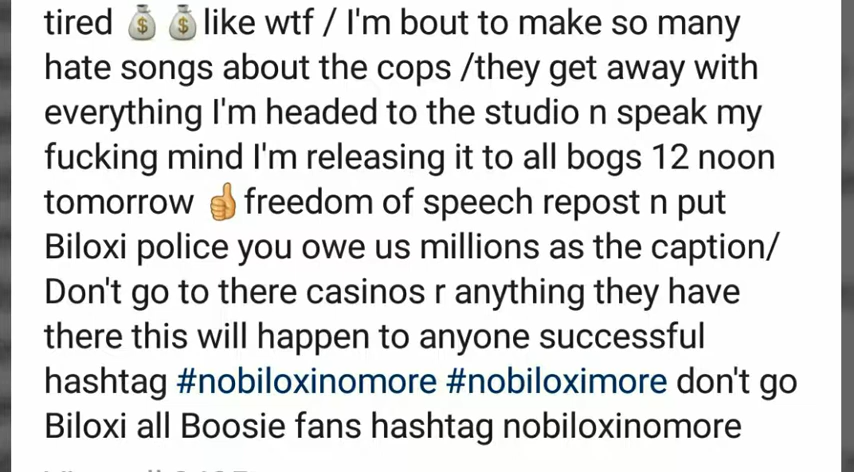 tired 💰💰like wtf / I'm bout to make so many
hate songs about the cops /they get away with
everything I'm headed to the studio n speak my
fucking mind I'm releasing it to all bogs 12 noon
tomorrow 👍freedom of speech repost n put
Biloxi police you owe us millions as the caption/
Don't go to there casinos r anything they have
there this will happen to anyone successful
hashtag #nobiloxinomore #nobiloximore don't go
Biloxi all Boosie fans hashtag nobiloxinomore